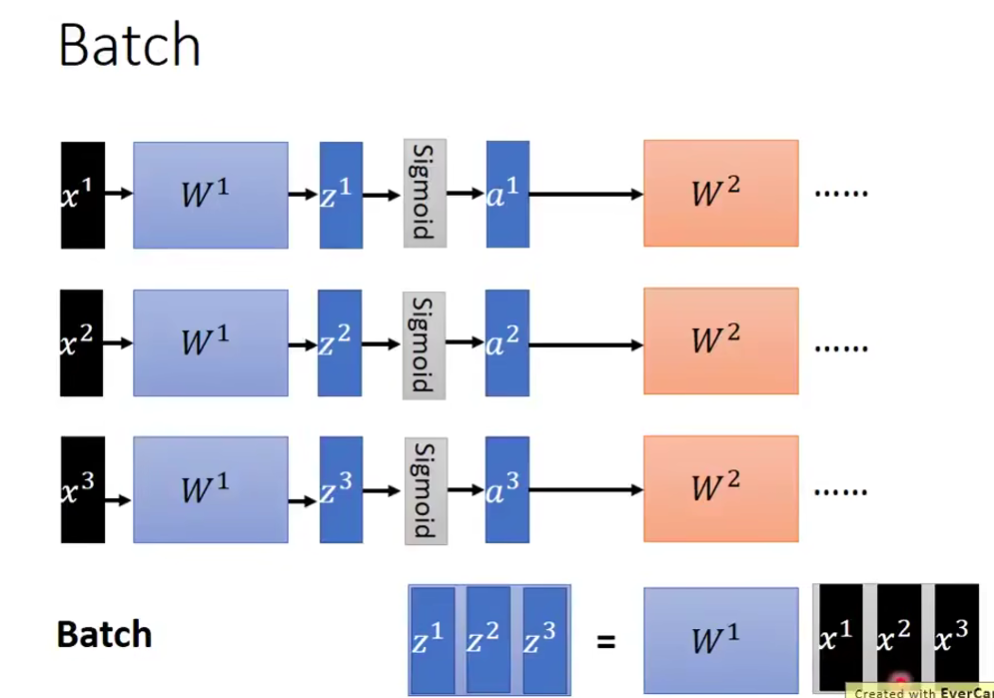 Batch
x¹ W¹ z¹ Sigmoid a¹ W² ......
x² W¹ z² Sigmoid a² W² ......
x³ W¹ z³ Sigmoid a³ W² ......
Batch z¹ z² z³ = W¹ x¹ x² x³
Created with